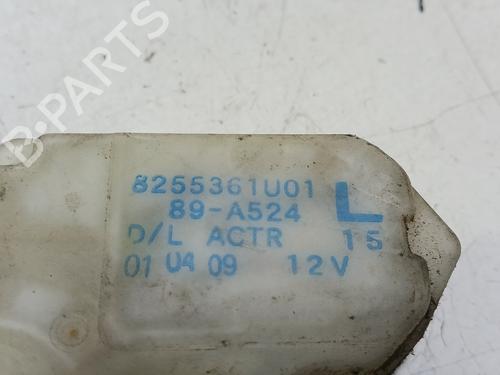 B-PARTS
8255361U01
89-A524 L
D/L ACTR 15
01 04 09 12V